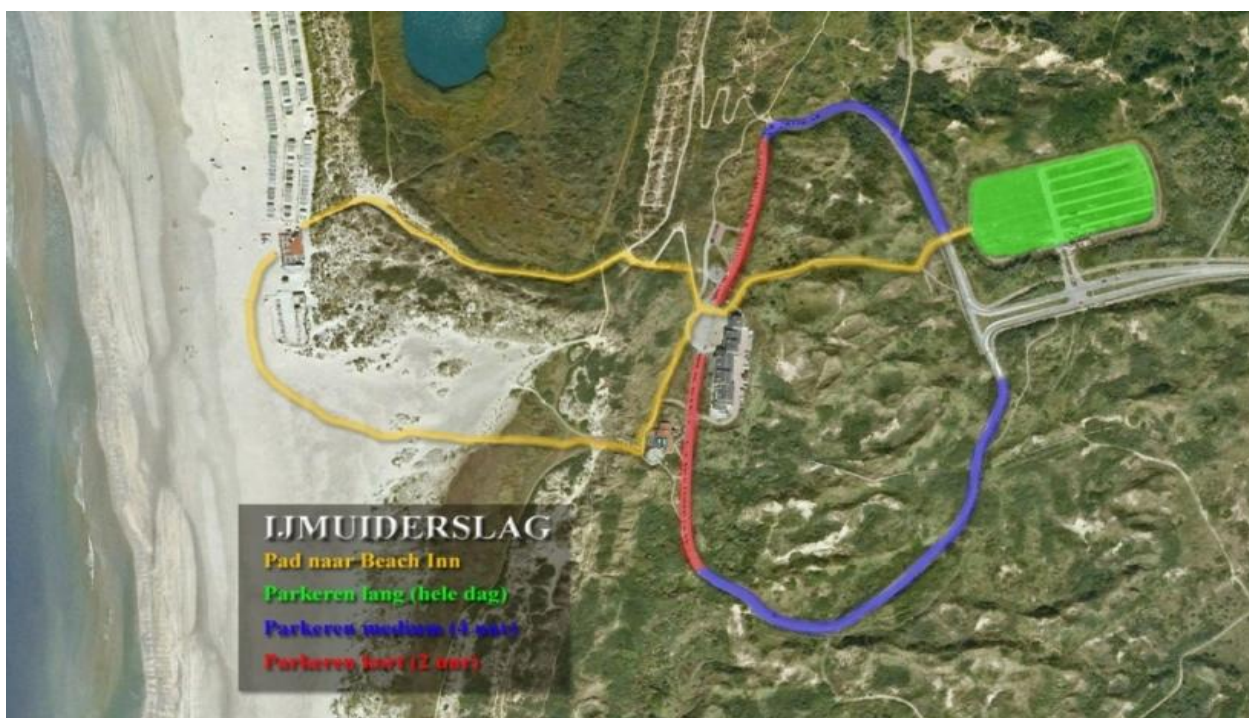 IJMUIDERSLAG
Pad naar Beach Inn
Parkeren lang (hele dag)
Parkeren medium (4 uur)
Parkeren kort (2 uur)